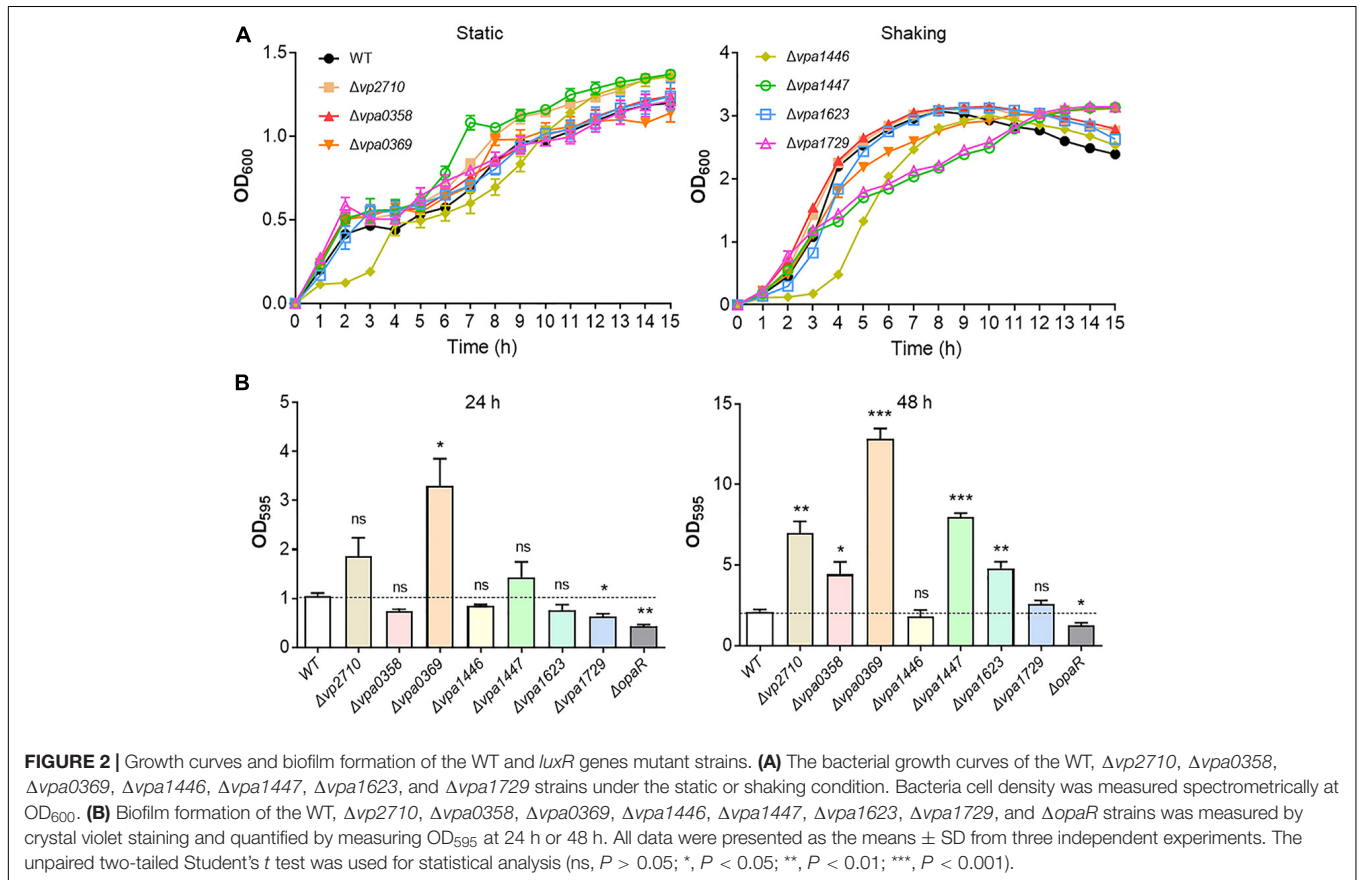 A
Static
Shaking
OD600
1.5
1.0
0.5
0.0
WT
Δvp2710
Δvpa0358
Δvpa0369
0 1 2 3 4 5 6 7 8 9 10 11 12 13 14 15
Time (h)
OD600
4
3
2
1
0
Δvpa1446
Δvpa1447
Δvpa1623
Δvpa1729
0 1 2 3 4 5 6 7 8 9 10 11 12 13 14 15
Time (h)
B
24 h
OD595
5
4
3
2
1
0
ns
ns
*
ns
ns
ns
*
**
WT Δvp2710 Δvpa0358 Δvpa0369 Δvpa1446 Δvpa1447 Δvpa1623 Δvpa1729 ΔopaR
48 h
OD595
15
10
5
0
**
*
***
ns
***
**
ns
*
WT Δvp2710 Δvpa0358 Δvpa0369 Δvpa1446 Δvpa1447 Δvpa1623 Δvpa1729 ΔopaR
FIGURE 2 | Growth curves and biofilm formation of the WT and luxR genes mutant strains. (A) The bacterial growth curves of the WT, Δvp2710, Δvpa0358,
Δvpa0369, Δvpa1446, Δvpa1447, Δvpa1623, and Δvpa1729 strains under the static or shaking condition. Bacteria cell density was measured spectrometrically at
OD600. (B) Biofilm formation of the WT, Δvp2710, Δvpa0358, Δvpa0369, Δvpa1446, Δvpa1447, Δvpa1623, Δvpa1729, and ΔopaR strains was measured by
crystal violet staining and quantified by measuring OD595 at 24 h or 48 h. All data were presented as the means ± SD from three independent experiments. The
unpaired two-tailed Student's t test was used for statistical analysis (ns, P > 0.05; *, P < 0.05; **, P < 0.01; ***, P < 0.001).